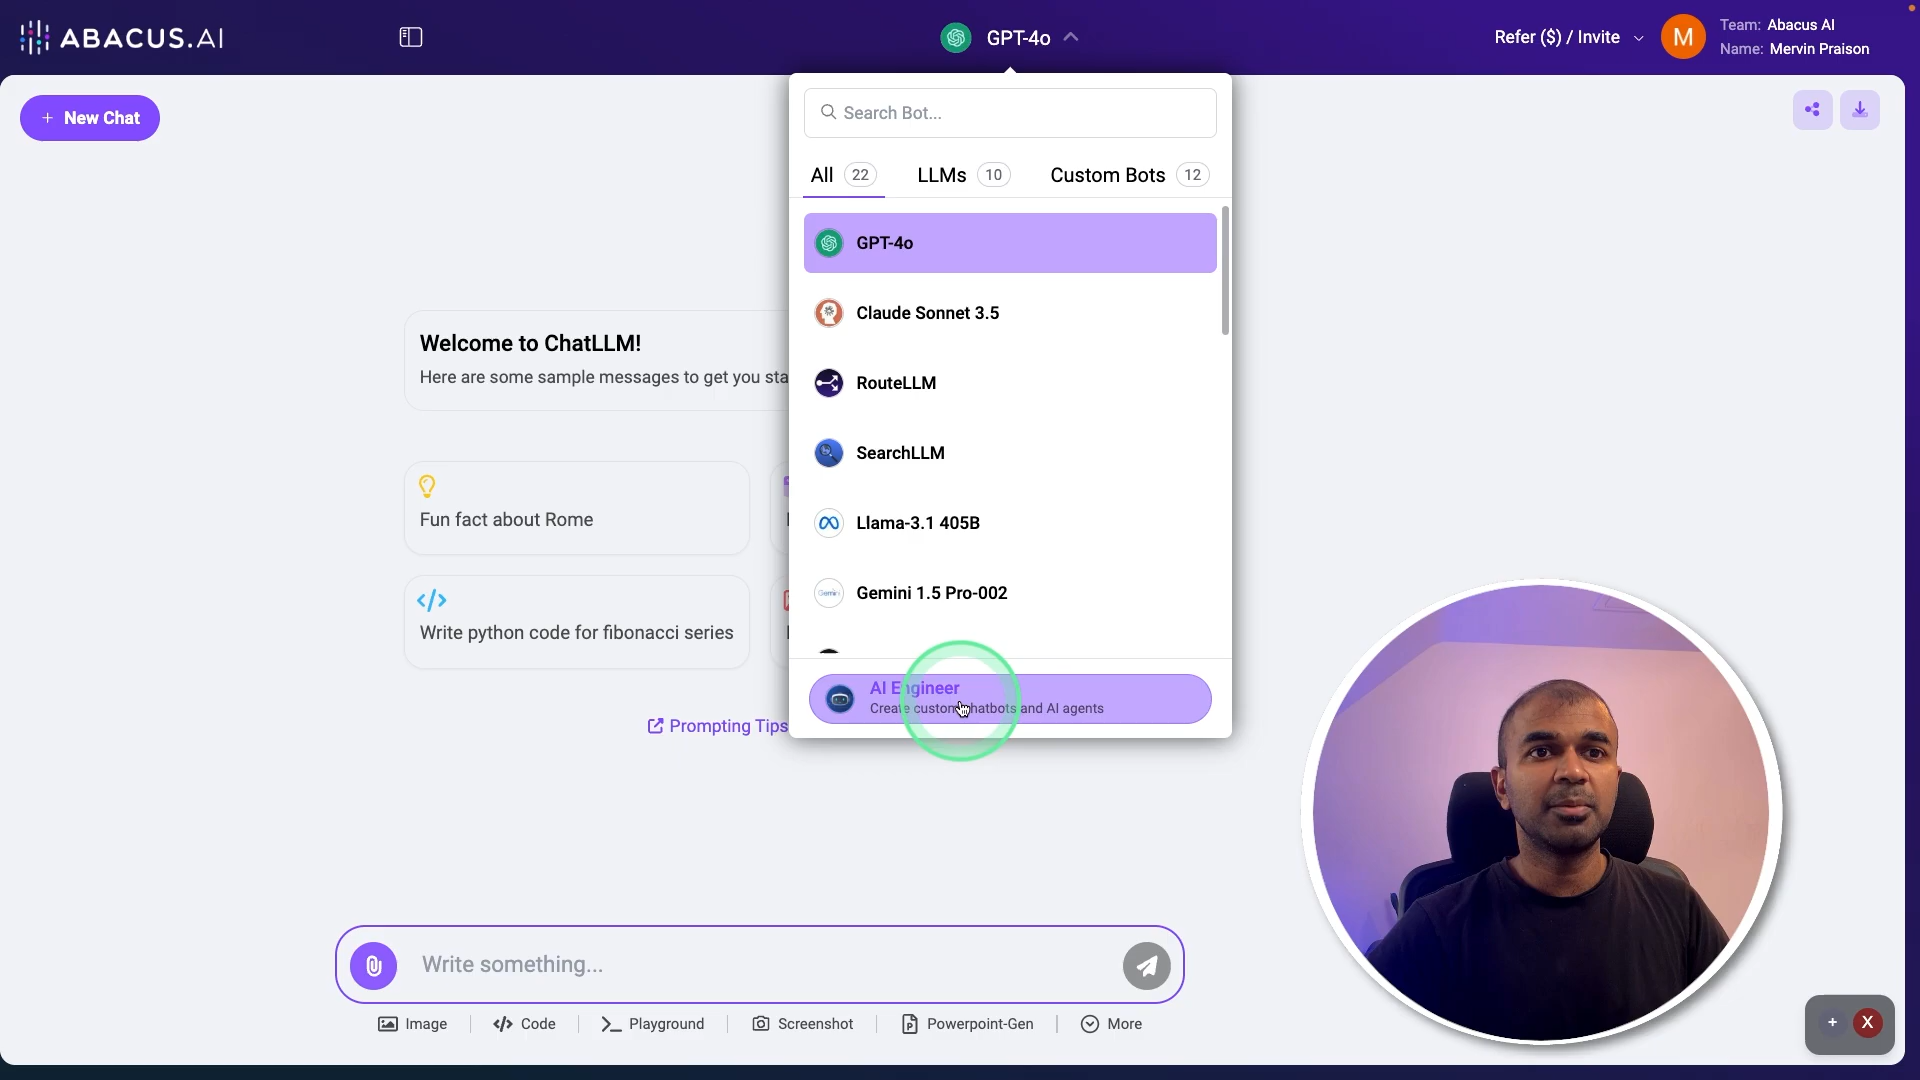 ABACUS.AI
GPT-4o
Refer ($) / Invite
M
Team: Abacus AI
Name: Mervin Praison
+ New Chat
Search Bot...
All 22
LLMs 10
Custom Bots 12
GPT-4o
Claude Sonnet 3.5
RouteLLM
SearchLLM
Llama-3.1 405B
Gemini
Gemini 1.5 Pro-002
AI Engineer
Create custom chatbots and AI agents
Welcome to ChatLLM!
Here are some sample messages to get you sta
Fun fact about Rome
Write python code for fibonacci series
Prompting Tips
Write something...
Image
Code
Playground
Screenshot
Powerpoint-Gen
More
+ X